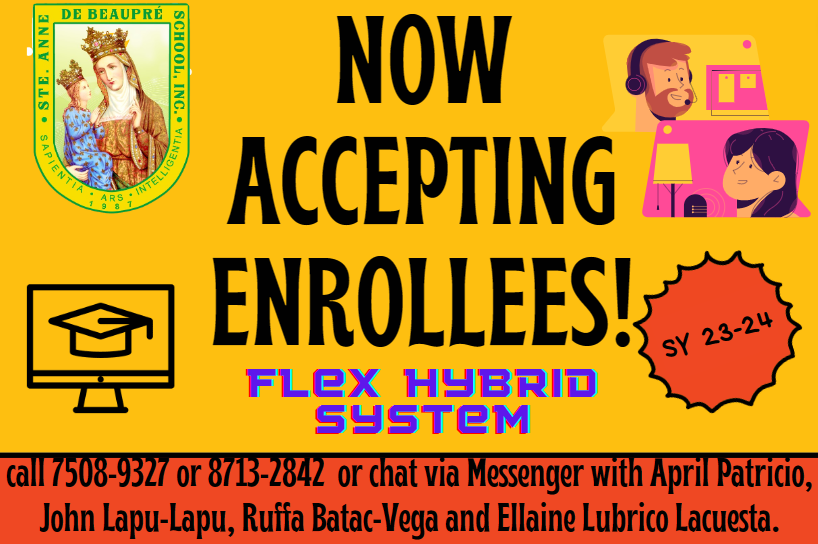 STE. ANNE DE BEAUPRÉ SCHOOL, INC.
SAPIENTIA • ARS • INTELLIGENTIA
1987
NOW
ACCEPTING
ENROLLEES!
SY 23-24
FLEX HYBRID
SYSTEM
call 7508-9327 or 8713-2842 or chat via Messenger with April Patricio,
John Lapu-Lapu, Ruffa Batac-Vega and Ellaine Lubrico Lacuesta.